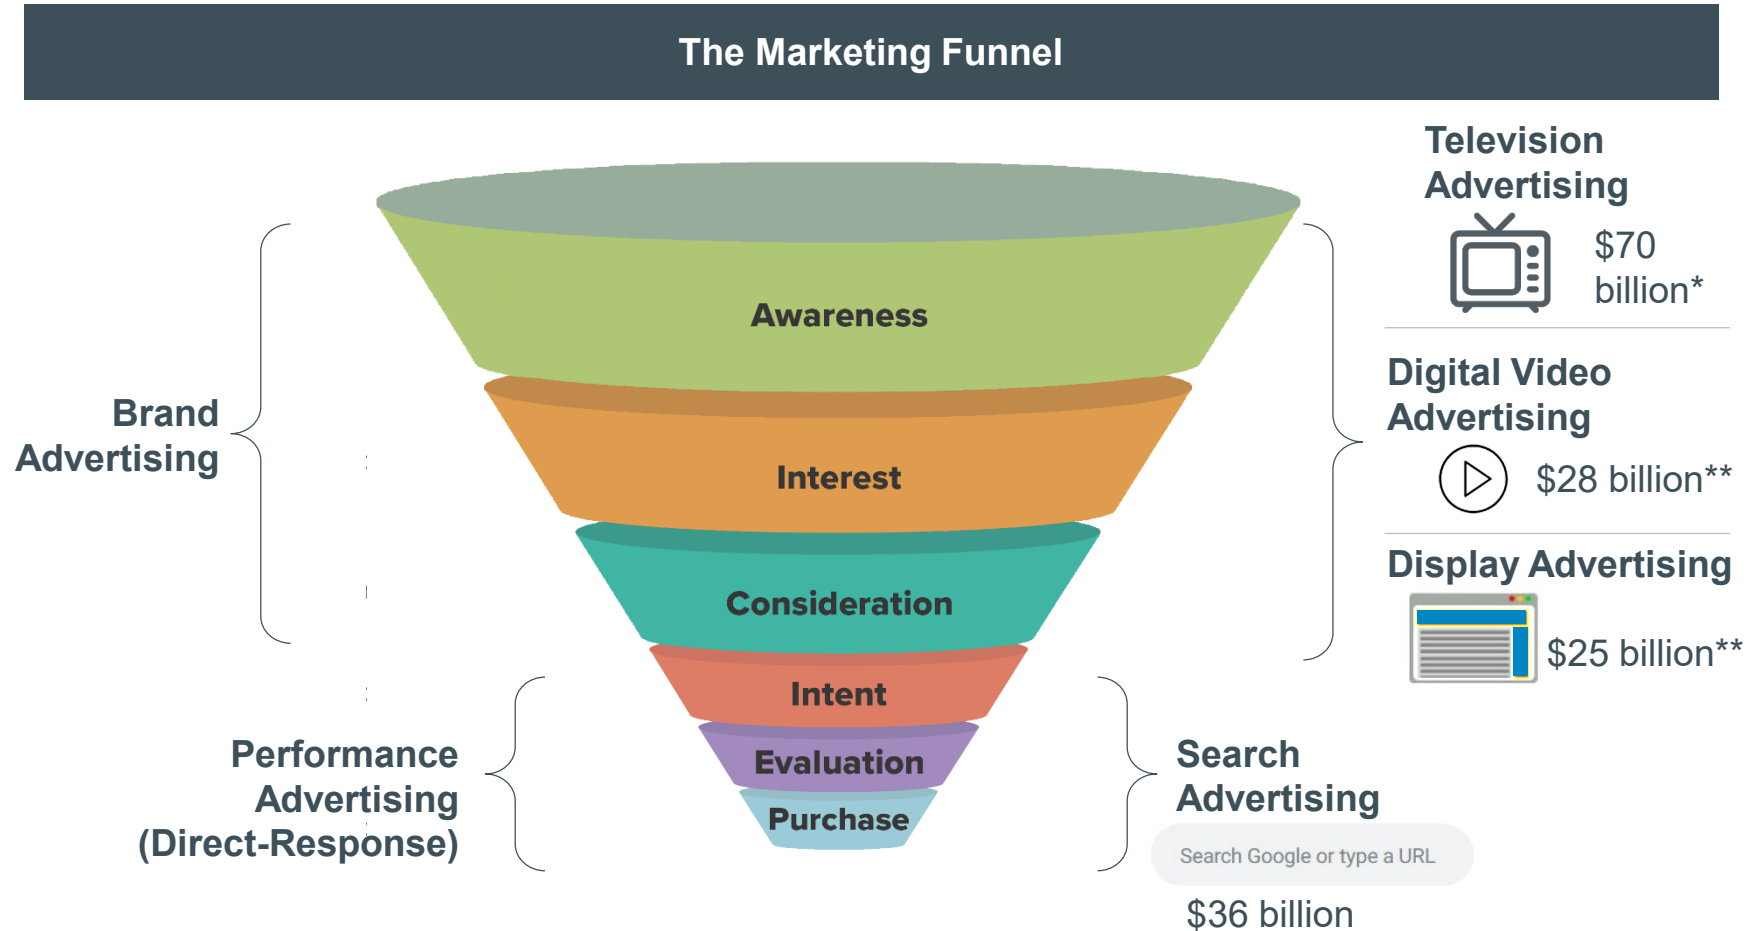 The Marketing Funnel
Television
Advertising
$70
billion*
Awareness
Digital Video
Advertising
$28 billion**
Brand
Advertising
Interest
Display Advertising
$25 billion**
Consideration
Intent
Performance
Advertising
(Direct-Response)
Evaluation
Purchase
Search
Advertising
Search Google or type a URL
$36 billion